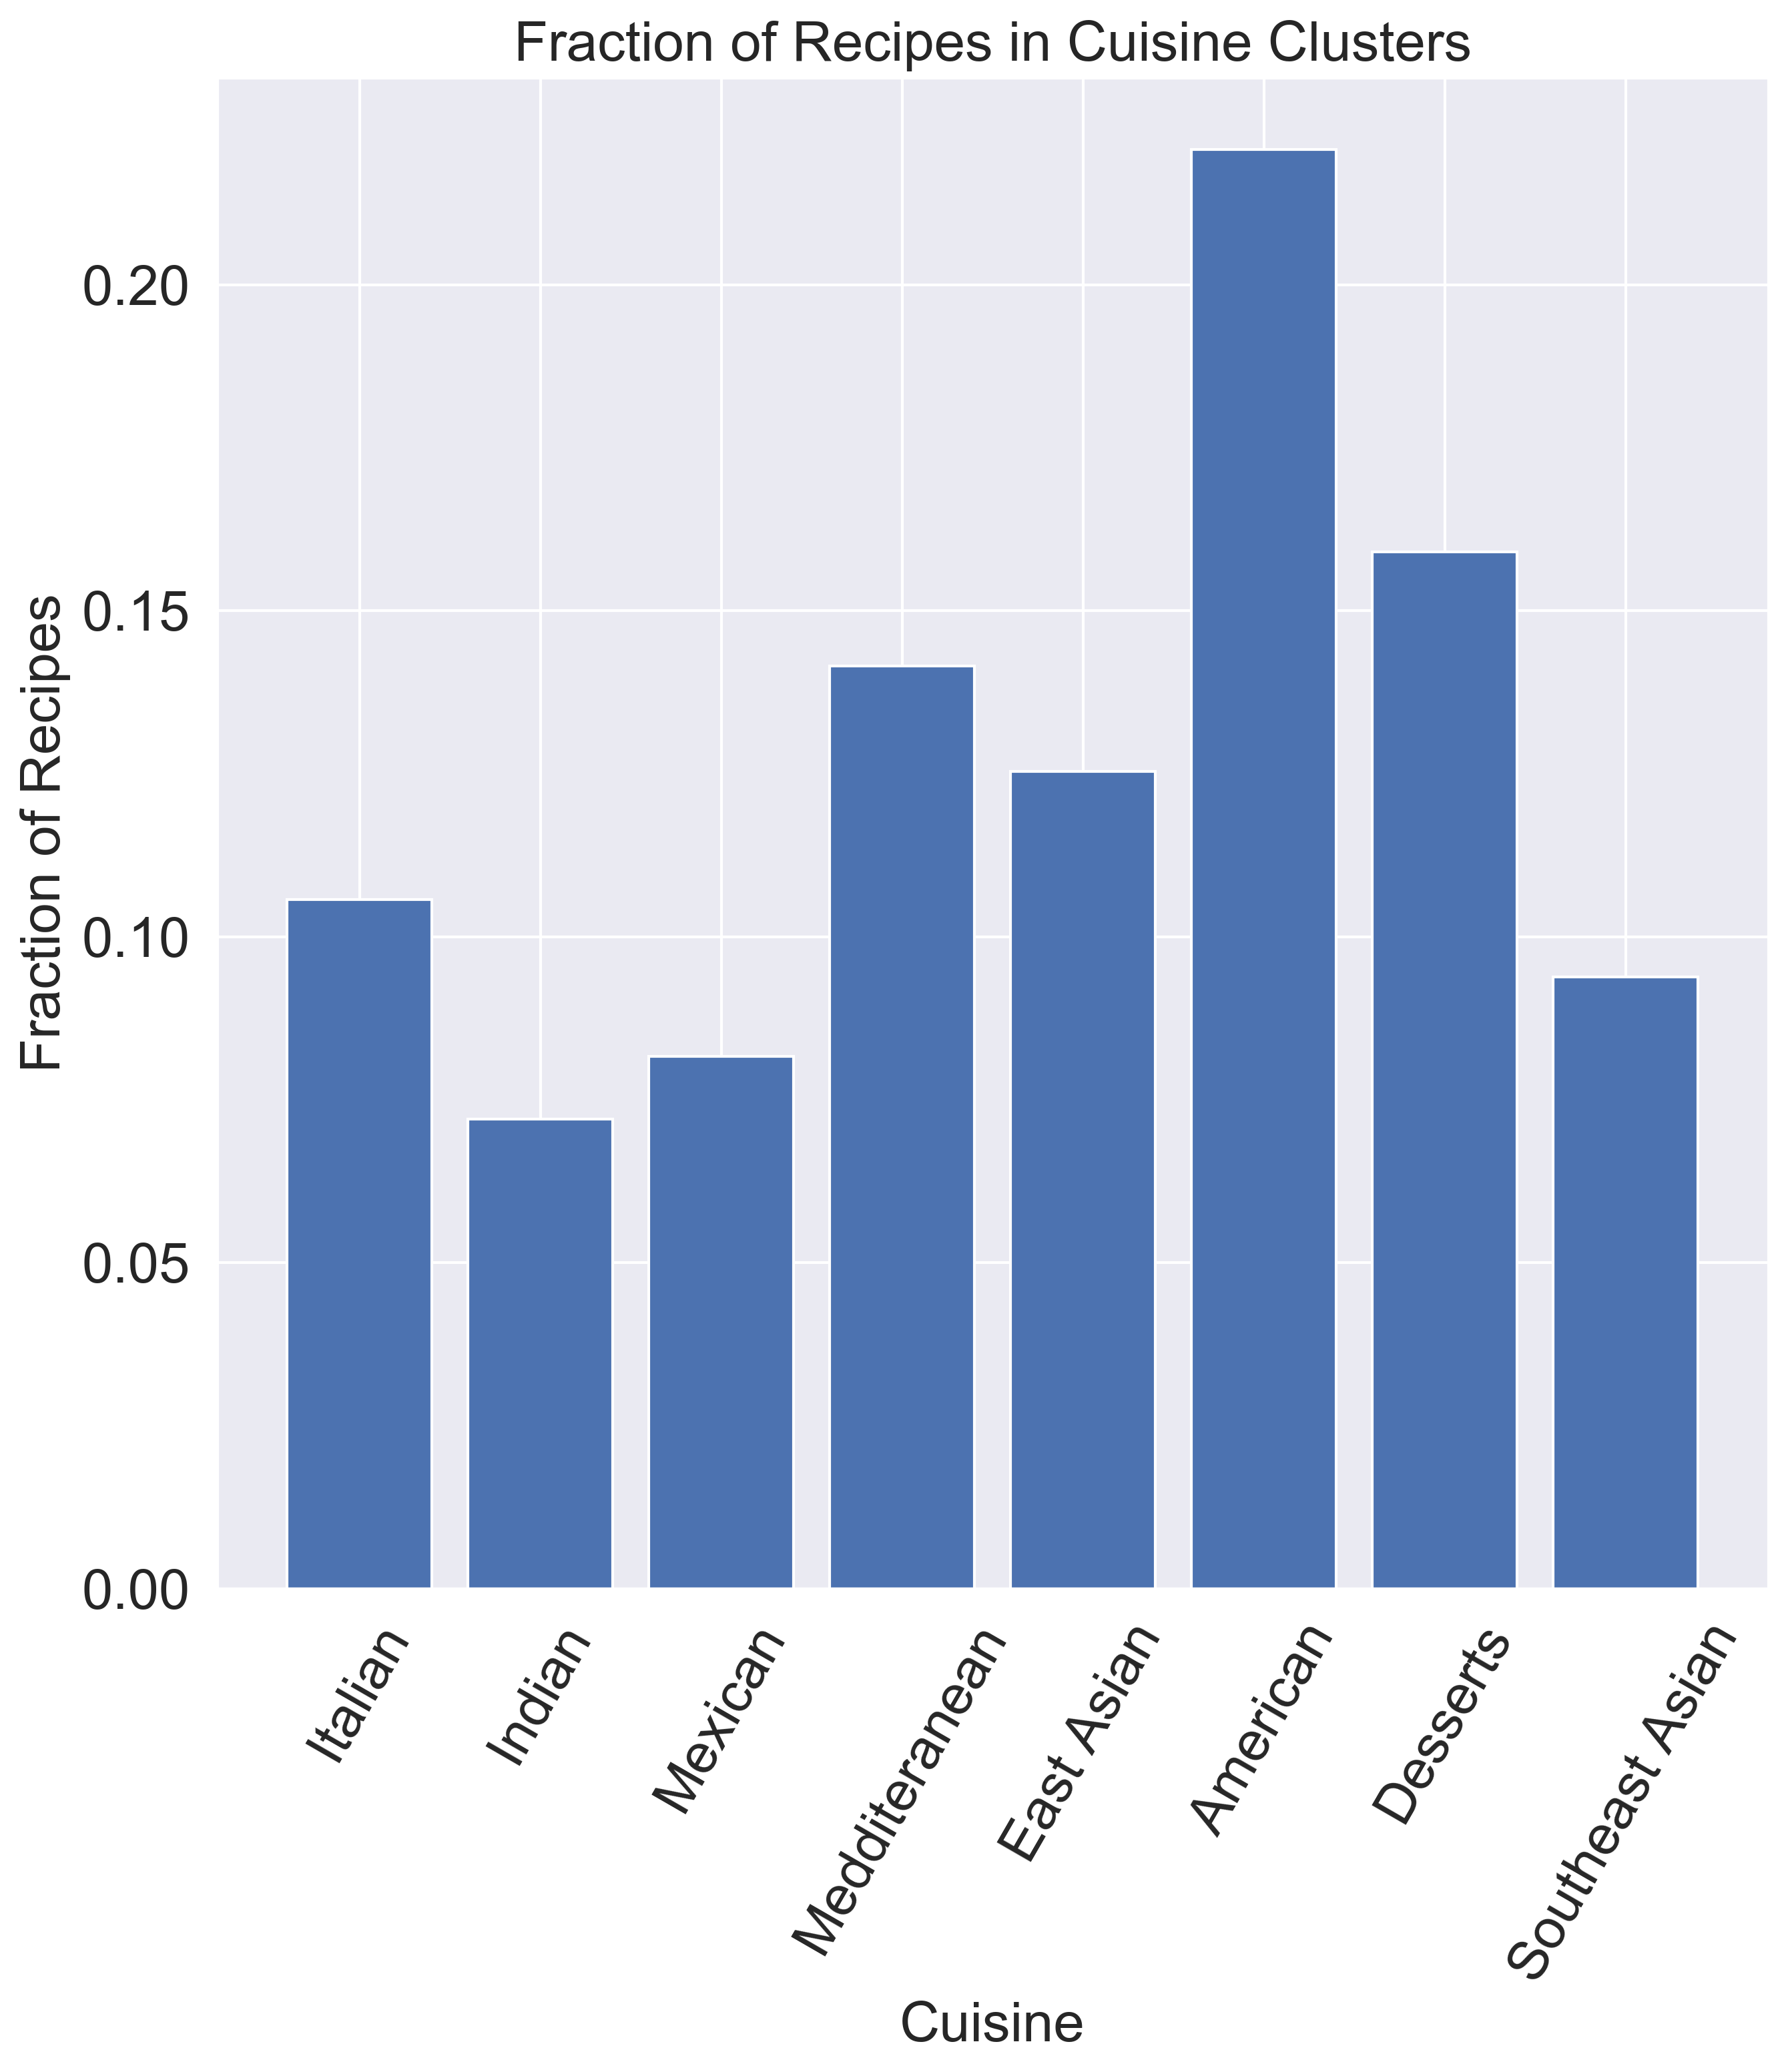 Fraction of Recipes in Cuisine Clusters
Fraction of Recipes
0.20
0.15
0.10
0.05
0.00
Italian
Indian
Mexican
Medditeranean
East Asian
American
Desserts
Southeast Asian
Cuisine